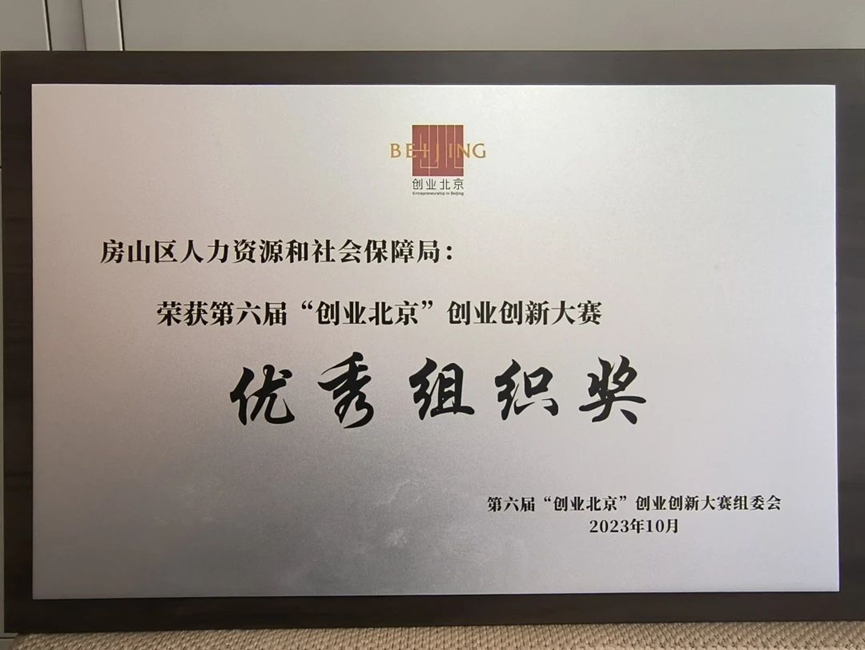 BEIJING
创业北京
Entrepreneurship in Beijing
房山区人力资源和社会保障局：
荣获第六届“创业北京”创业创新大赛
优秀组织奖
第六届“创业北京”创业创新大赛组委会
2023年10月